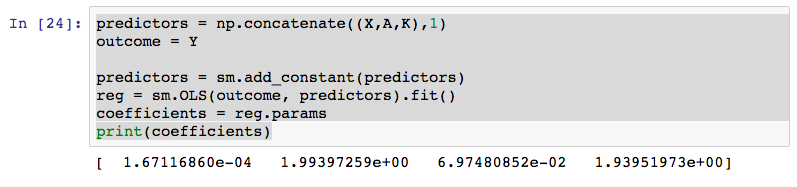 In [24]: predictors = np.concatenate((X,A,K),1)
outcome = Y
predictors = sm.add_constant(predictors)
reg = sm.OLS(outcome, predictors).fit()
coefficients = reg.params
print(coefficients)
[ 1.67116860e-04 1.99397259e+00 6.97480852e-02 1.93951973e+00]